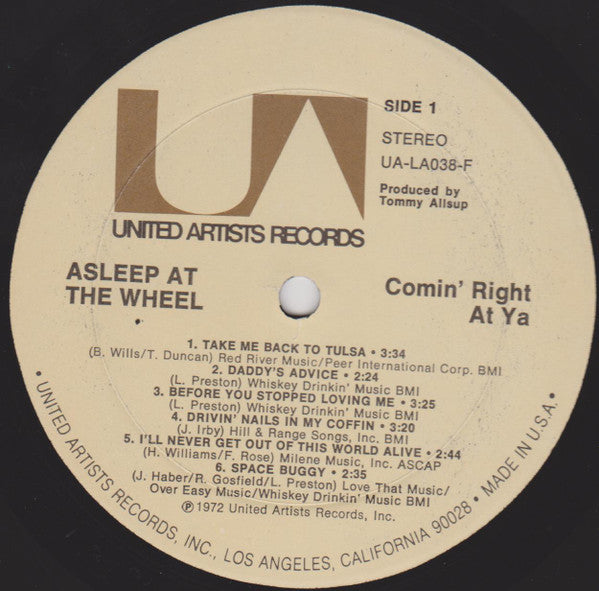 UA
SIDE 1
STEREO
UA-LA038-F
Produced by
Tommy Allsup
UNITED ARTISTS RECORDS
ASLEEP AT
THE WHEEL
Comin' Right
At Ya
1. TAKE ME BACK TO TULSA • 3:34
(B. Wills/T. Duncan) Red River Music/Peer International Corp. BMI
2. DADDY'S ADVICE • 2:24
(L. Preston) Whiskey Drinkin' Music BMI
3. BEFORE YOU STOPPED LOVING ME • 3:25
(L. Preston) Whiskey Drinkin' Music BMI
4. DRIVIN' NAILS IN MY COFFIN • 3:20
(J. Irby) Hill & Range Songs, Inc. BMI
5. I'LL NEVER GET OUT OF THIS WORLD ALIVE • 2:44
(H. Williams/F. Rose) Milene Music, Inc. ASCAP
6. SPACE BUGGY • 2:35
(J. Haber/R. Gosfield/L. Preston) Love That Music/
Over Easy Music/Whiskey Drinkin' Music BMI
℗ 1972 United Artists Records, Inc.
• UNITED ARTISTS RECORDS, INC., LOS ANGELES, CALIFORNIA 90028 • MADE IN U.S.A. •